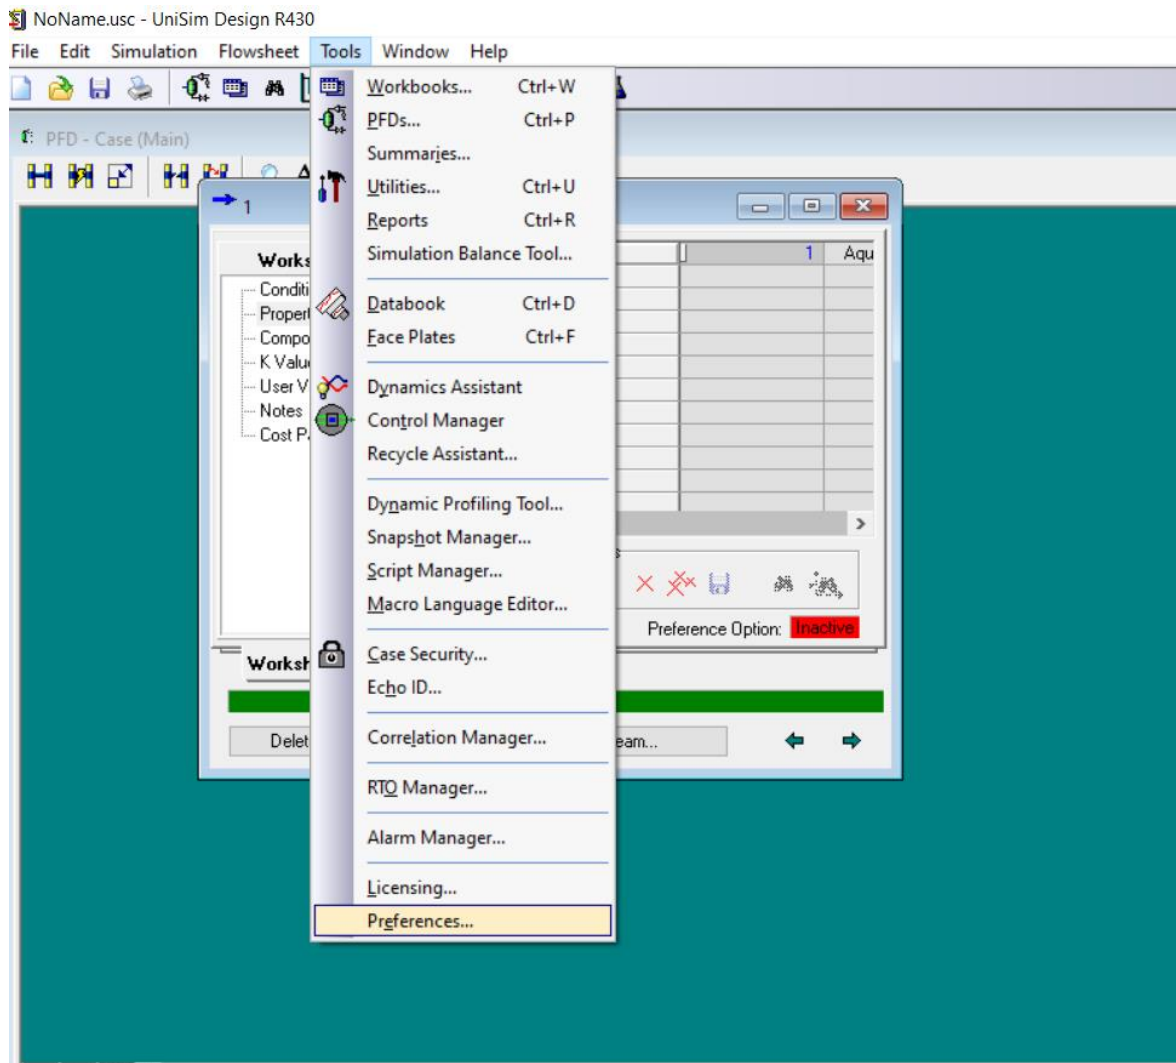 NoName.usc - UniSim Design R430
File Edit Simulation Flowsheet Tools Window Help
PFD - Case (Main)
Workbooks... Ctrl+W
PFDs... Ctrl+P
Summaries...
Utilities... Ctrl+U
Reports Ctrl+R
Simulation Balance Tool...
Databook Ctrl+D
Face Plates Ctrl+F
Dynamics Assistant
Control Manager
Recycle Assistant...
Dynamic Profiling Tool...
Snapshot Manager...
Script Manager...
Macro Language Editor...
Case Security...
Echo ID...
Correlation Manager...
RTO Manager...
Alarm Manager...
Licensing...
Preferences...
1
Works
Conditi
Propert
Compo
K Valu
User V
Notes
Cost P
1 Aqu
Preference Option: Inactive
Worksh
Delet
eam...